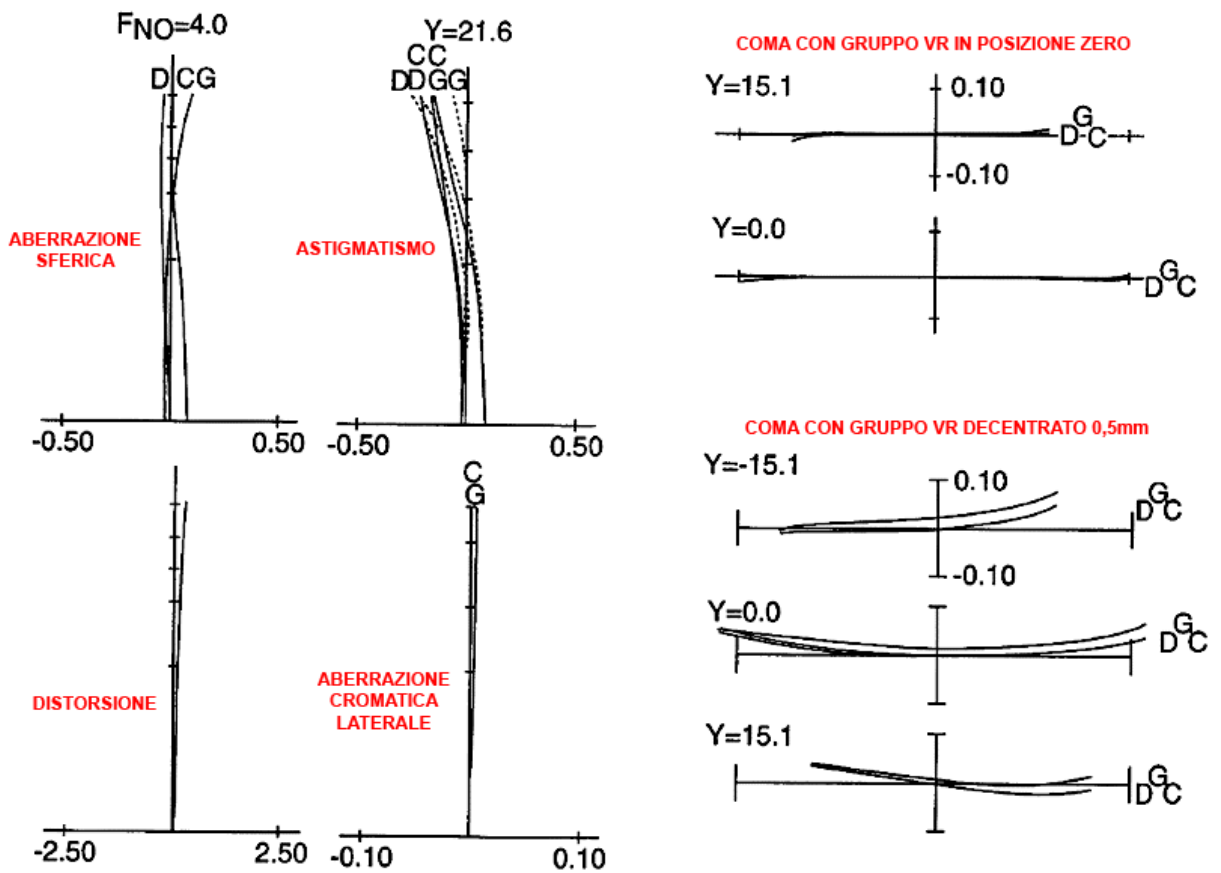 FNO=4.0
D C G
ABERRAZIONE
SFERICA
-0.50
0.50
Y=21.6
C C
D D G G
ASTIGMATISMO
-0.50
0.50
DISTORSIONE
-2.50
2.50
C
G
ABERRAZIONE
CROMATICA
LATERALE
-0.10
0.10
COMA CON GRUPPO VR IN POSIZIONE ZERO
Y=15.1
0.10
G
D-C
-0.10
Y=0.0
G
D C
COMA CON GRUPPO VR DECENTRATO 0,5mm
Y=-15.1
0.10
G
D C
-0.10
Y=0.0
G
D C
Y=15.1
G
D C